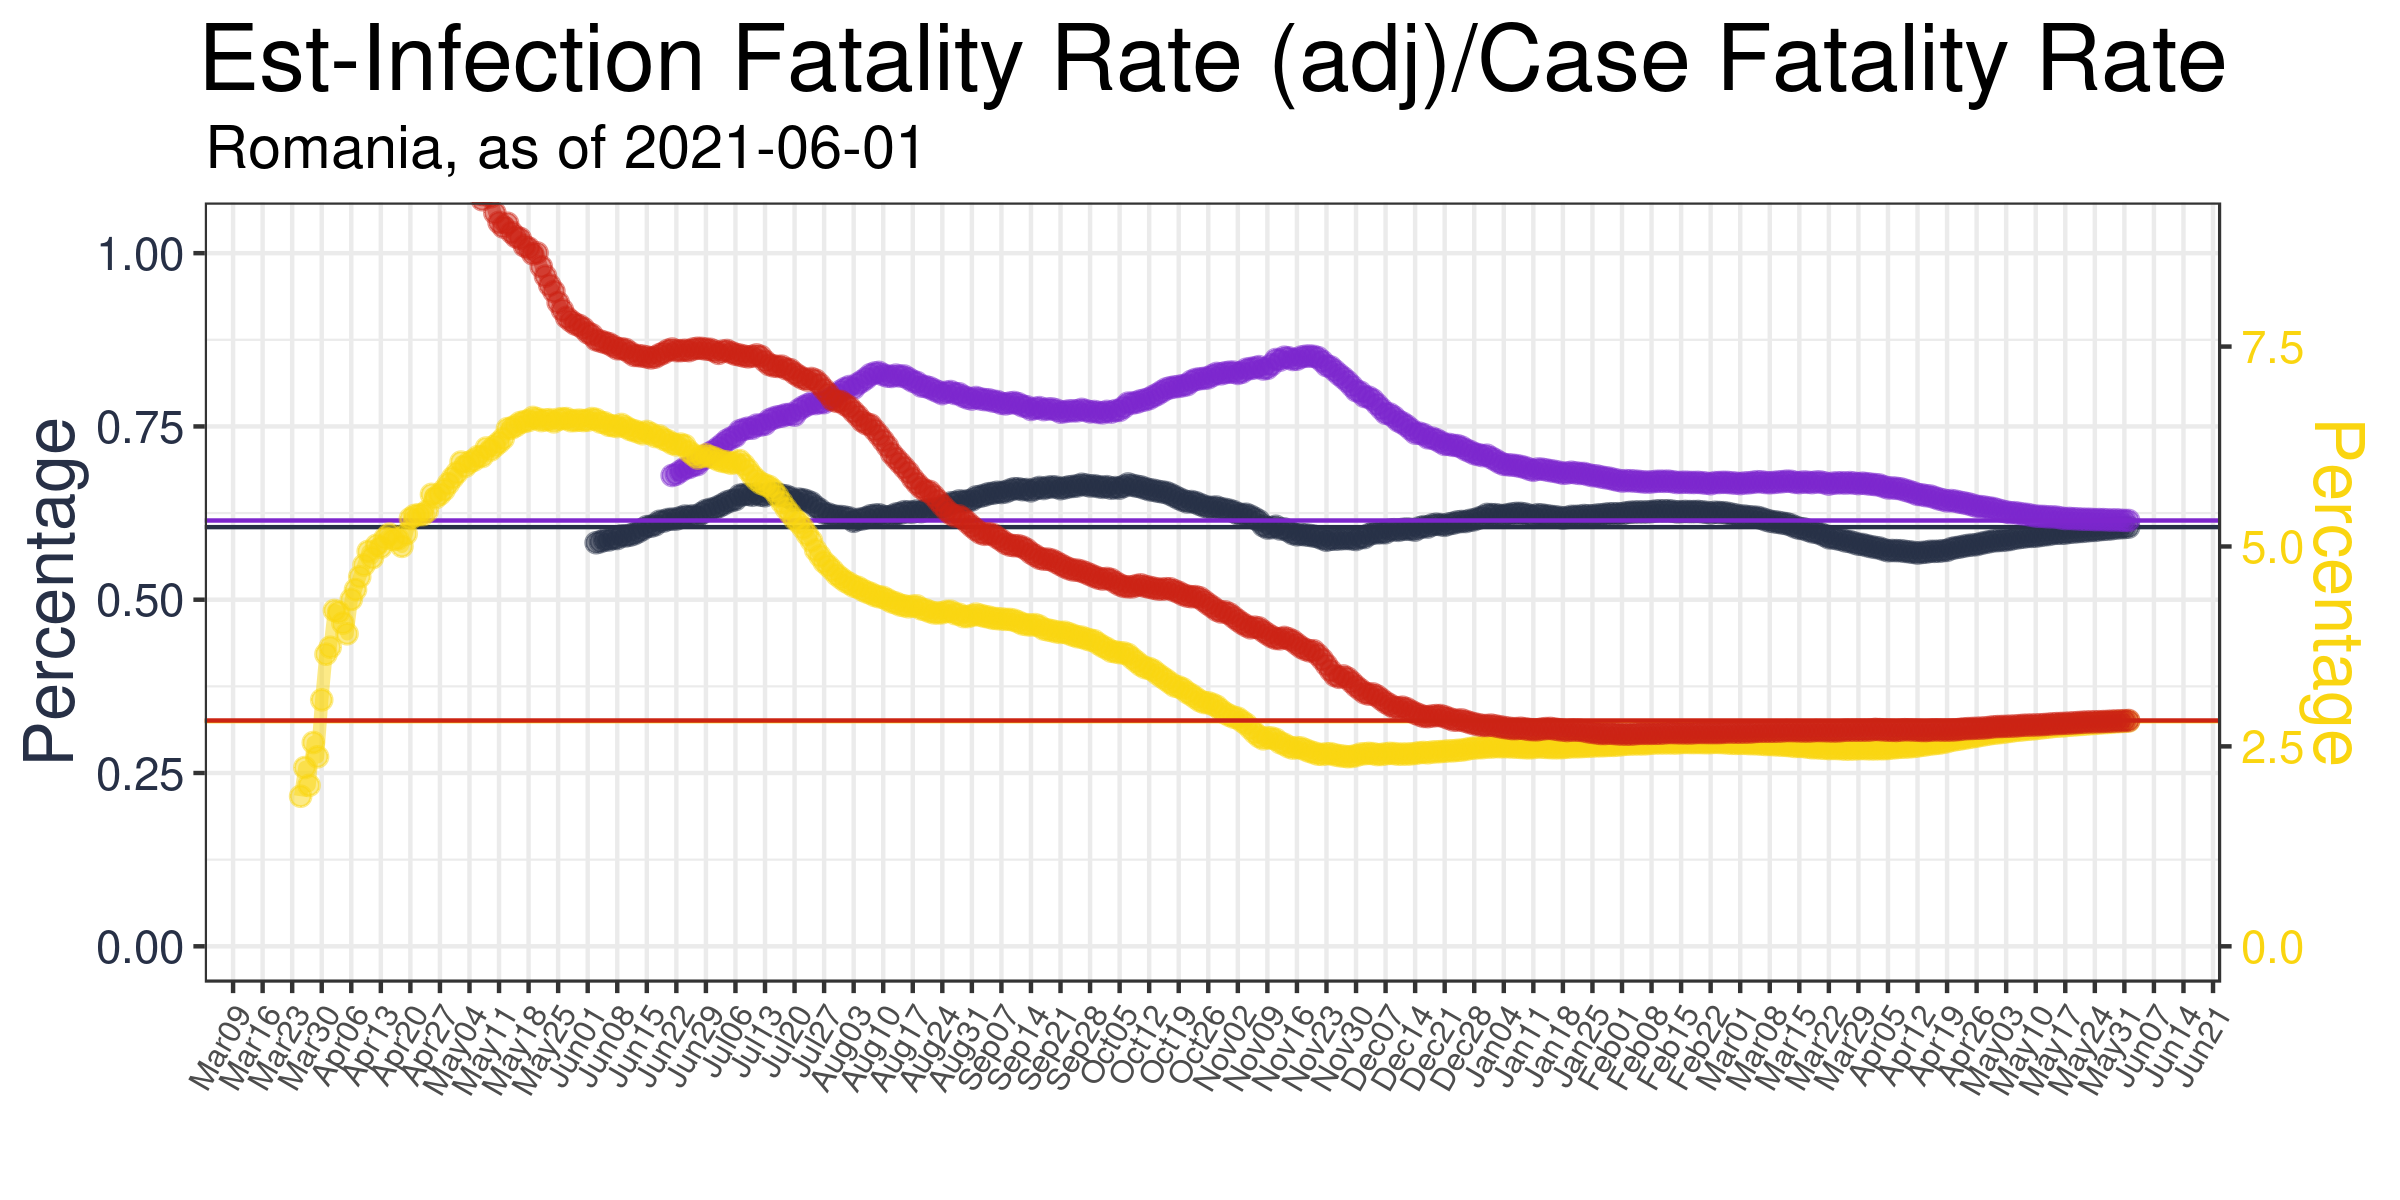 Est-Infection Fatality Rate (adj)/Case Fatality Rate
Romania, as of 2021-06-01
Percentage
1.00
0.75
0.50
0.25
0.00
7.5
5.0
2.5
0.0
Percentage
Mar09
Mar16
Mar23
Mar30
Apr06
Apr13
Apr20
Apr27
May04
May11
May18
May25
Jun01
Jun08
Jun15
Jun22
Jun29
Jul06
Jul13
Jul20
Jul27
Aug03
Aug10
Aug17
Aug24
Aug31
Sep07
Sep14
Sep21
Sep28
Oct05
Oct12
Oct19
Oct26
Nov02
Nov09
Nov16
Nov23
Nov30
Dec07
Dec14
Dec21
Dec28
Jan04
Jan11
Jan18
Jan25
Feb01
Feb08
Feb15
Feb22
Mar01
Mar08
Mar15
Mar22
Mar29
Apr05
Apr12
Apr19
Apr26
May03
May10
May17
May24
May31
Jun07
Jun14
Jun21